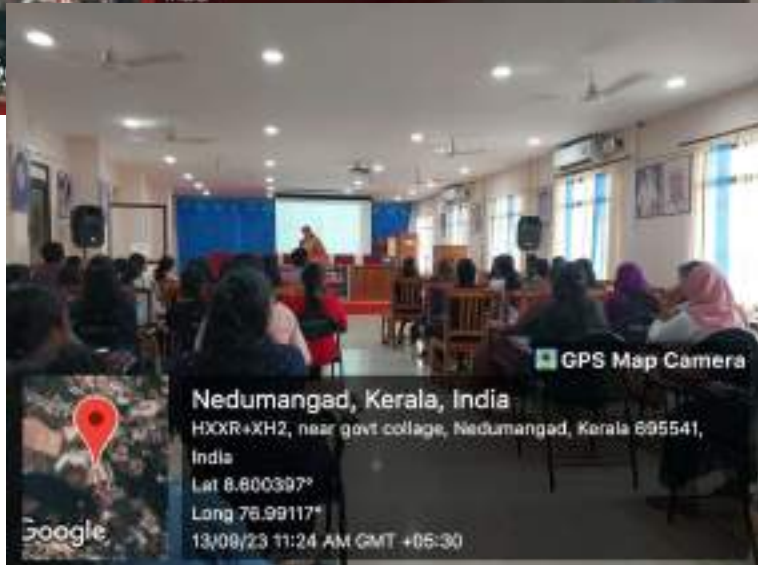 GPS Map Camera
Nedumangad, Kerala, India
HXXR+XH2, near govt collage, Nedumangad, Kerala 695541,
India
Lat 8.600397°
Long 76.99117°
13/09/23 11:24 AM GMT +05:30
Google